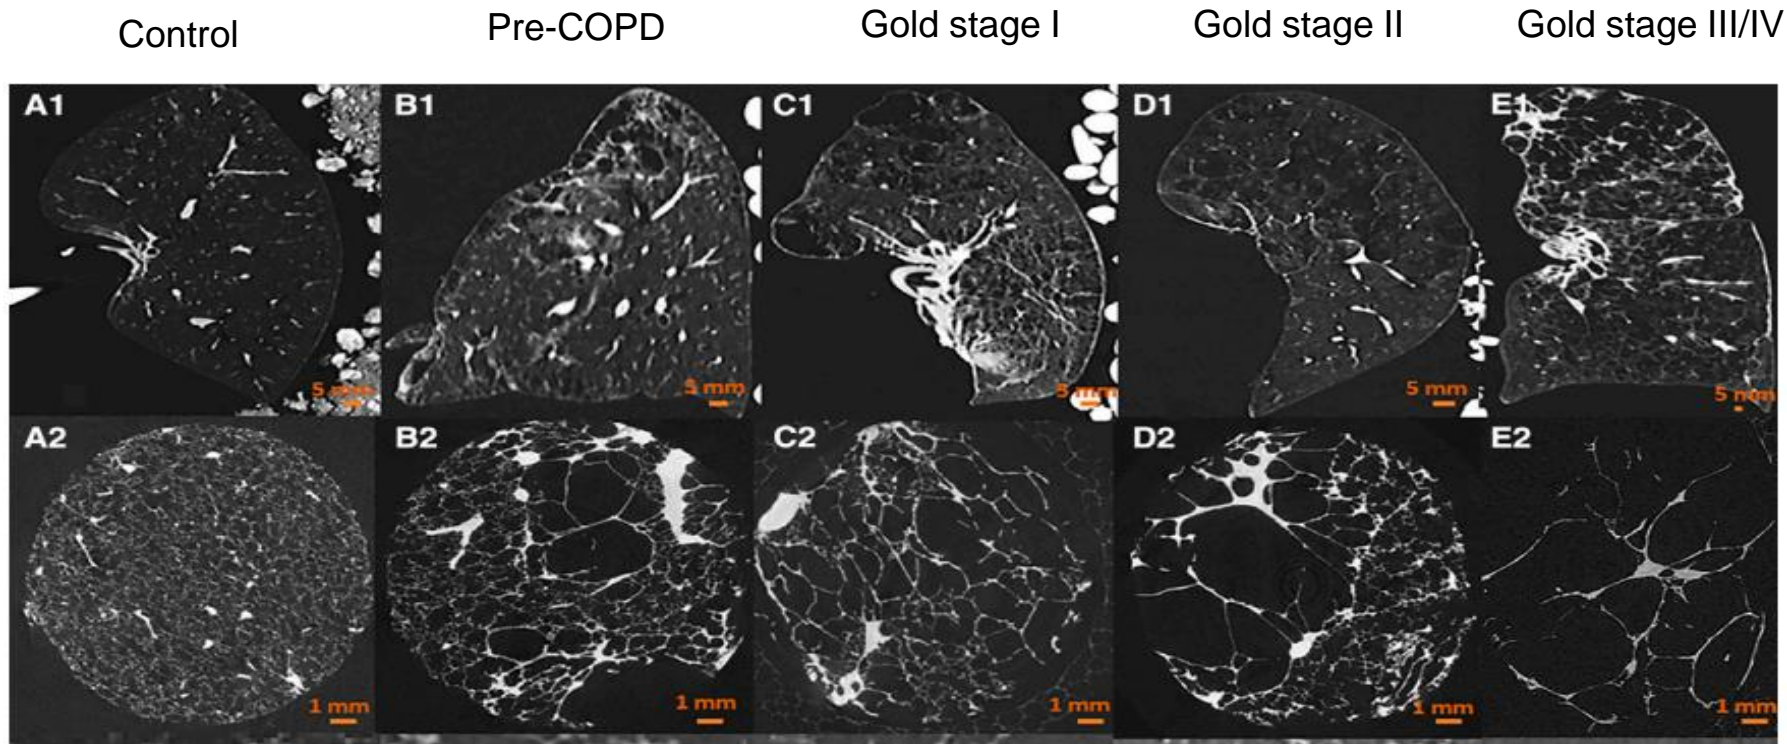 Control
Pre-COPD
Gold stage I
Gold stage II
Gold stage III/IV
A1
B1
C1
D1
E1
5 mm
5 mm
5 mm
5 mm
5 mm
A2
B2
C2
D2
E2
1 mm
1 mm
1 mm
1 mm
1 mm